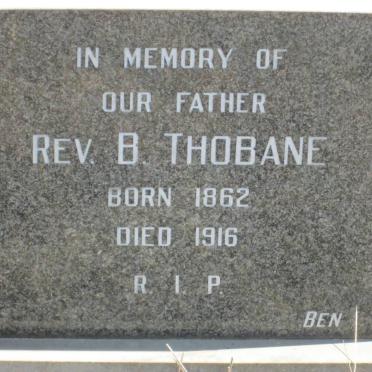 IN MEMORY OF
OUR FATHER
REV. B. THOBANE
BORN 1862
DIED 1916
R. I. P.
BEN